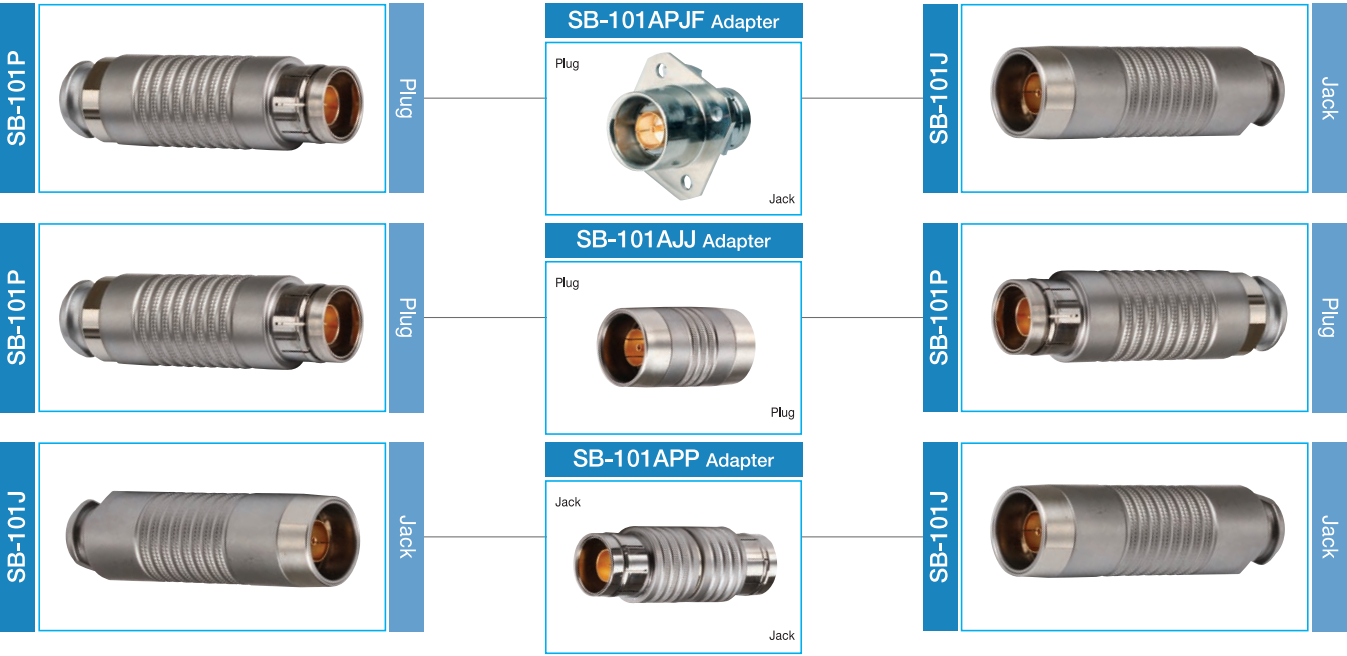 SB-101P
Plug
SB-101APJF Adapter
Plug
Jack
SB-101J
Jack
SB-101P
Plug
SB-101AJJ Adapter
Plug
Plug
SB-101P
Plug
SB-101J
Jack
SB-101APP Adapter
Jack
Jack
SB-101J
Jack